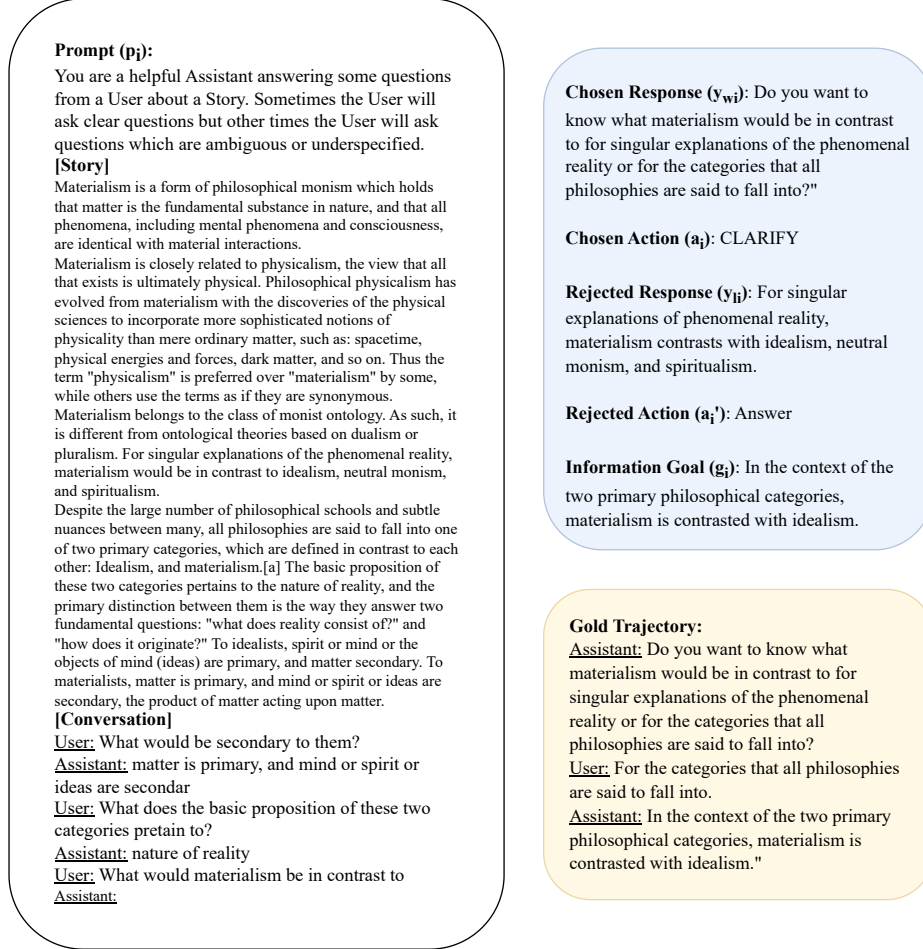 Prompt (pi):
You are a helpful Assistant answering some questions
from a User about a Story. Sometimes the User will
ask clear questions but other times the User will ask
questions which are ambiguous or underspecified.
[Story]
Materialism is a form of philosophical monism which holds
that matter is the fundamental substance in nature, and that all
phenomena, including mental phenomena and consciousness,
are identical with material interactions.
Materialism is closely related to physicalism, the view that all
that exists is ultimately physical. Philosophical physicalism has
evolved from materialism with the discoveries of the physical
sciences to incorporate more sophisticated notions of
physicality than mere ordinary matter, such as: spacetime,
physical energies and forces, dark matter, and so on. Thus the
term "physicalism" is preferred over "materialism" by some,
while others use the terms as if they are synonymous.
Materialism belongs to the class of monist ontology. As such, it
is different from ontological theories based on dualism or
pluralism. For singular explanations of the phenomenal reality,
materialism would be in contrast to idealism, neutral monism,
and spiritualism.
Despite the large number of philosophical schools and subtle
nuances between many, all philosophies are said to fall into one
of two primary categories, which are defined in contrast to each
other: Idealism, and materialism.[a] The basic proposition of
these two categories pertains to the nature of reality, and the
primary distinction between them is the way they answer two
fundamental questions: "what does reality consist of?" and
"how does it originate?" To idealists, spirit or mind or the
objects of mind (ideas) are primary, and matter secondary. To
materialists, matter is primary, and mind or spirit or ideas are
secondary, the product of matter acting upon matter.
[Conversation]
User: What would be secondary to them?
Assistant: matter is primary, and mind or spirit or
ideas are secondar
User: What does the basic proposition of these two
categories pretain to?
Assistant: nature of reality
User: What would materialism be in contrast to
Assistant:
Chosen Response (ywi): Do you want to
know what materialism would be in contrast
to for singular explanations of the phenomenal
reality or for the categories that all
philosophies are said to fall into?"
Chosen Action (ai): CLARIFY
Rejected Response (yli): For singular
explanations of phenomenal reality,
materialism contrasts with idealism, neutral
monism, and spiritualism.
Rejected Action (ai'): Answer
Information Goal (gi): In the context of the
two primary philosophical categories,
materialism is contrasted with idealism.
Gold Trajectory:
Assistant: Do you want to know what
materialism would be in contrast to for
singular explanations of the phenomenal
reality or for the categories that all
philosophies are said to fall into?
User: For the categories that all philosophies
are said to fall into.
Assistant: In the context of the two primary
philosophical categories, materialism is
contrasted with idealism."